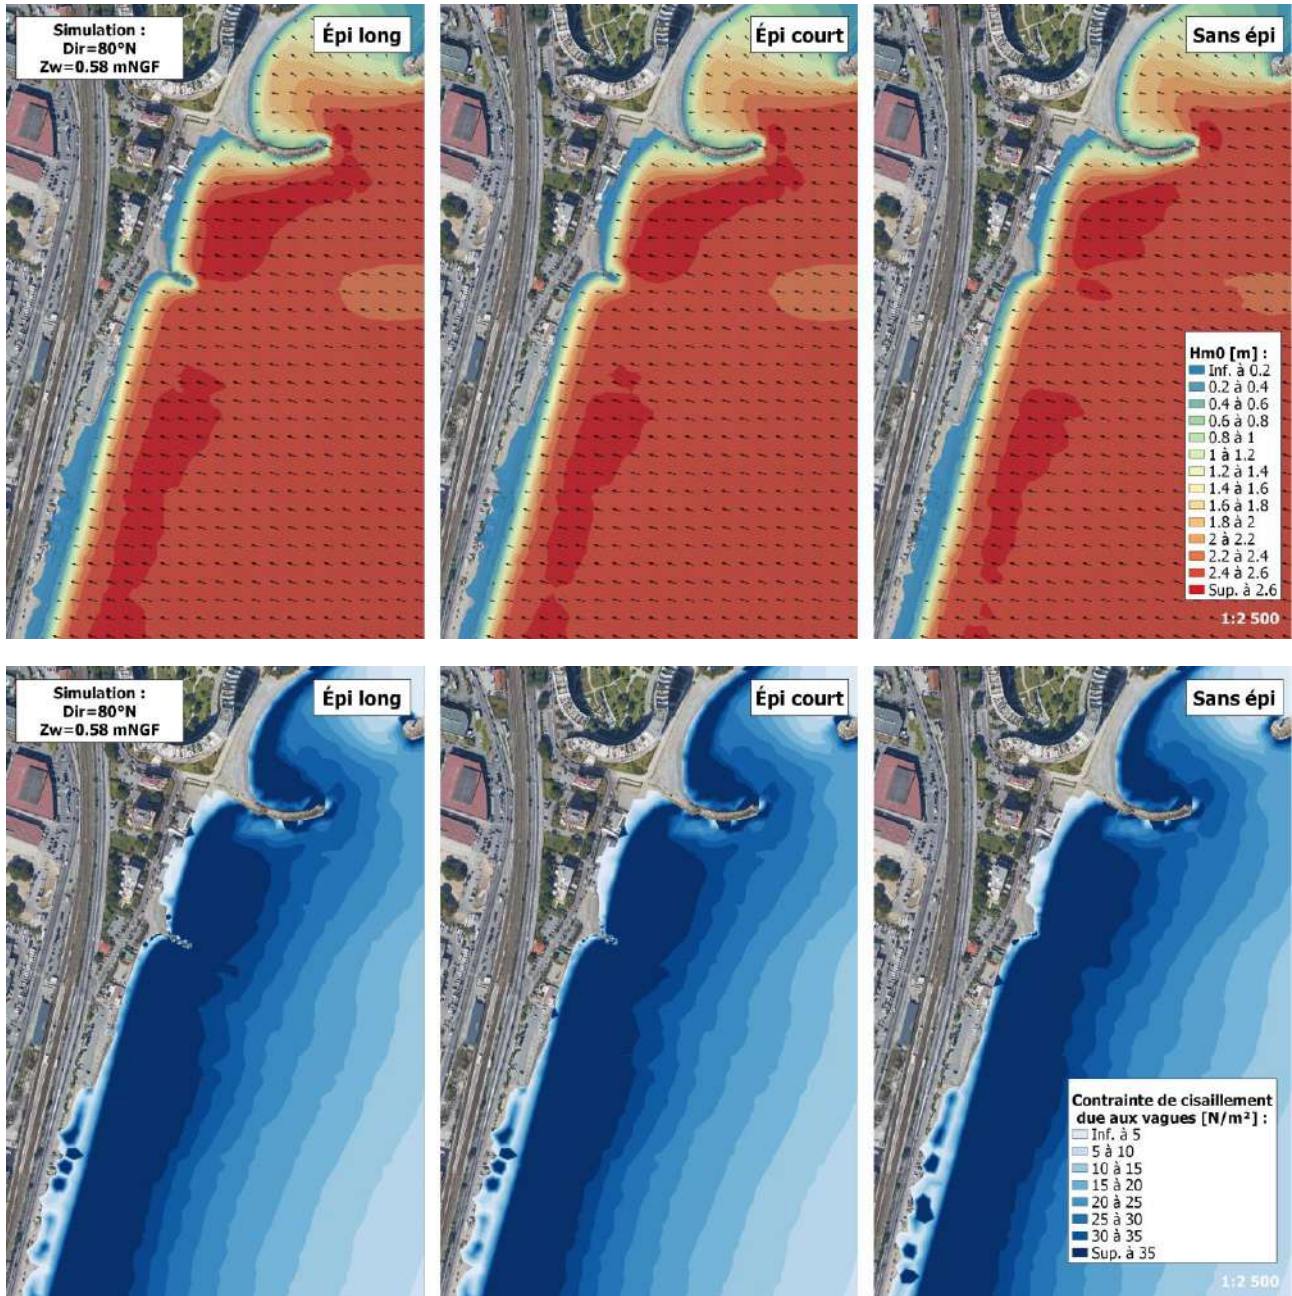 Simulation :
Dir=80°N
Zw=0.58 mNGF
Épi long
Épi court
Sans épi
Hm0 [m] :
Inf. à 0.2
0.2 à 0.4
0.4 à 0.6
0.6 à 0.8
0.8 à 1
1 à 1.2
1.2 à 1.4
1.4 à 1.6
1.6 à 1.8
1.8 à 2
2 à 2.2
2.2 à 2.4
2.4 à 2.6
Sup. à 2.6
1:2 500
Simulation :
Dir=80°N
Zw=0.58 mNGF
Épi long
Épi court
Sans épi
Contrainte de cisaillement
due aux vagues [N/m²] :
Inf. à 5
5 à 10
10 à 15
15 à 20
20 à 25
25 à 30
30 à 35
Sup. à 35
1:2 500